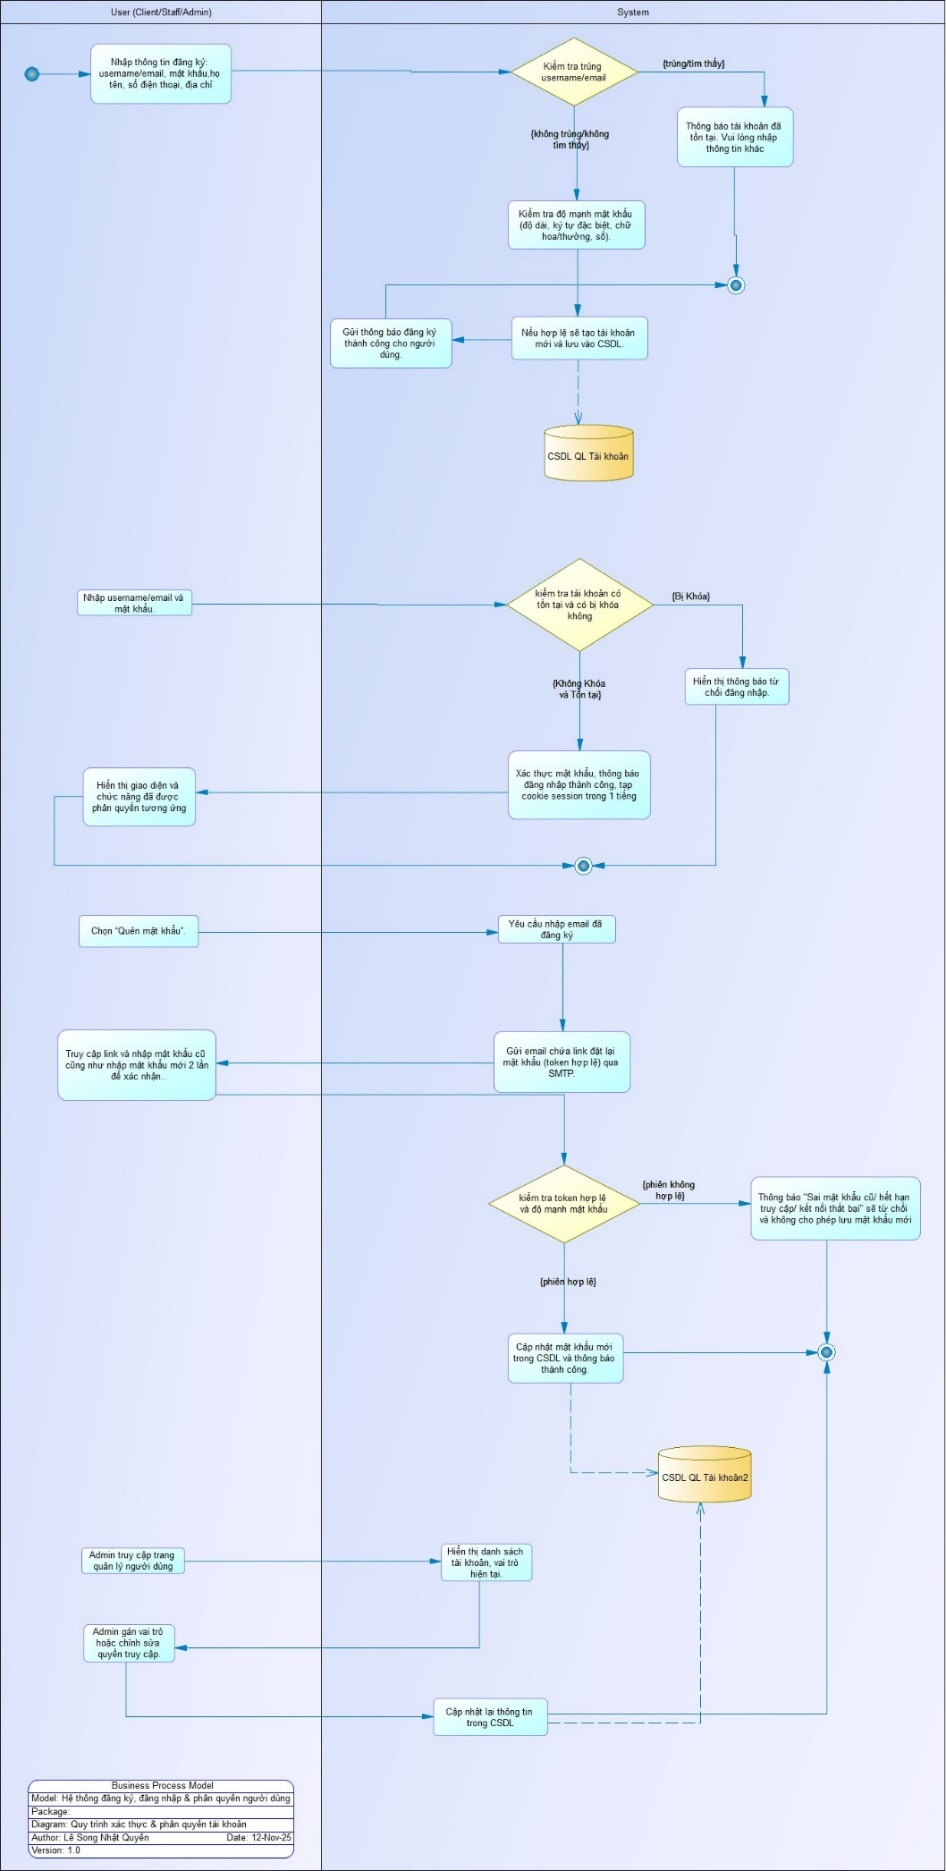 User (Client/Staff/Admin)
System
Nhập thông tin đăng ký:
username/email, mật khẩu,họ
tên, số điện thoại, địa chỉ
Kiểm tra trùng
username/email
{trùng/tìm thấy}
Thông báo tài khoản đã
tồn tại. Vui lòng nhập
thông tin khác
{không trùng/không
tìm thấy}
Kiểm tra độ mạnh mật khẩu
(độ dài, ký tự đặc biệt, chữ
hoa/thường, số).
Gửi thông báo đăng ký
thành công cho người
dùng.
Nếu hợp lệ sẽ tạo tài khoản
mới và lưu vào CSDL.
CSDL QL Tài khoản
Nhập username/email và
mật khẩu.
kiểm tra tài khoản có
tồn tại và có bị khóa
không
{Bị Khóa}
Hiển thị thông báo từ
chối đăng nhập.
{Không Khóa
và Tồn tại}
Hiển thị giao diện và
chức năng đã được
phân quyền tương ứng
Xác thực mật khẩu, thông báo
đăng nhập thành công, tạp
cookie session trong 1 tiếng
Chọn “Quên mật khẩu”.
Yêu cầu nhập email đã
đăng ký
Truy cập link và nhập mật khẩu cũ
cũng như nhập mật khẩu mới 2 lần
để xác nhận..
Gửi email chứa link đặt lại
mật khẩu (token hợp lệ) qua
SMTP.
kiểm tra token hợp lệ
và độ mạnh mật khẩu
{phiên không
hợp lệ}
Thông báo "Sai mật khẩu cũ/ hết hạn
truy cập/ kết nối thất bại" sẽ từ chối
và không cho phép lưu mật khẩu mới
{phiên hợp lệ}
Cập nhật mật khẩu mới
trong CSDL và thông báo
thành công.
CSDL QL Tài khoản2
Admin truy cập trang
quản lý người dùng
Hiển thị danh sách
tài khoản, vai trò
hiện tại.
Admin gán vai trò
hoặc chỉnh sửa
quyền truy cập.
Cập nhật lại thông tin
trong CSDL
Business Process Model
Model: Hệ thống đăng ký, đăng nhập & phân quyền người dùng
Package:
Diagram: Quy trình xác thực & phân quyền tài khoản
Author: Lê Song Nhật Quyền Date: 12-Nov-25
Version: 1.0